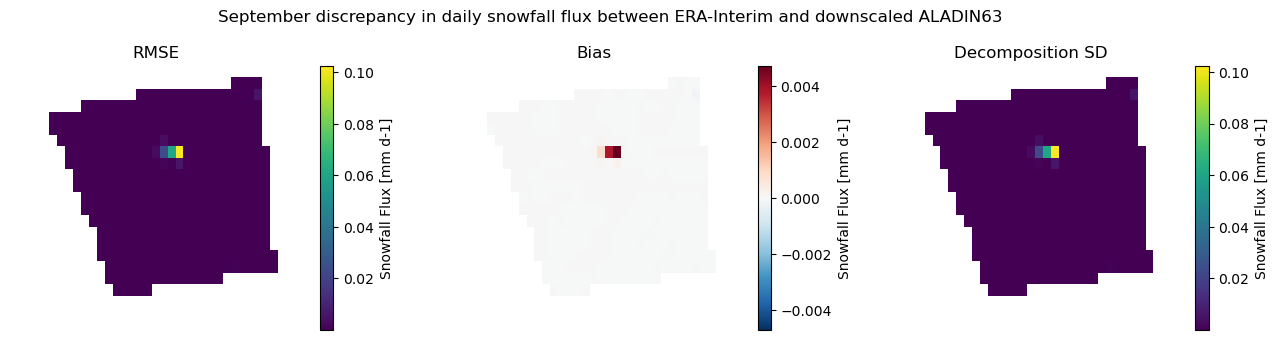 September discrepancy in daily snowfall flux between ERA-Interim and downscaled ALADIN63
RMSE
0.10
0.08
0.06
0.04
0.02
Snowfall Flux [mm d-1]
Bias
0.004
0.002
0.000
−0.002
−0.004
Snowfall Flux [mm d-1]
Decomposition SD
0.10
0.08
0.06
0.04
0.02
Snowfall Flux [mm d-1]